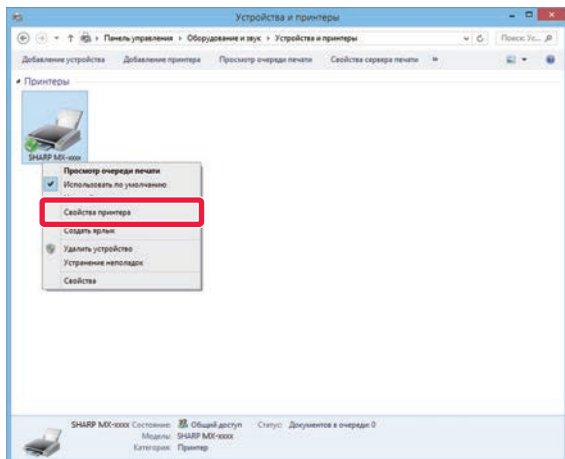 Устройства и принтеры
Панель управления Оборудование и звук Устройства и принтеры Поиск: Ус...
Добавление устройства Добавление принтера Просмотр очереди печати Свойства сервера печати »
Принтеры
SHARP MX-xxxx
Просмотр очереди печати
Использовать по умолчанию
Свойства принтера
Создать ярлык
Удалить устройство
Устранение неполадок
Свойства
SHARP MX-xxxx Состояние: Общий доступ Статус: Документов в очереди: 0
Модель: SHARP MX-xxxx
Категория: Принтер